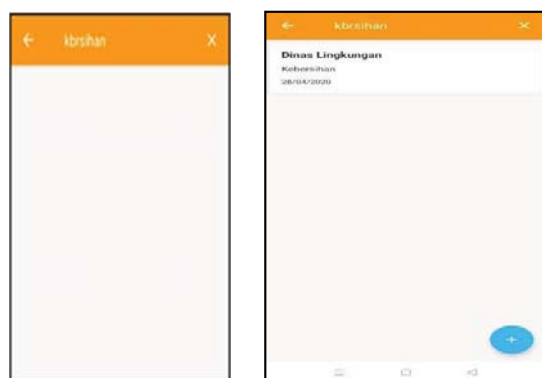 kbrsihan X
kbrsihan
Dinas Lingkungan
Kebersihan
28/04/2020